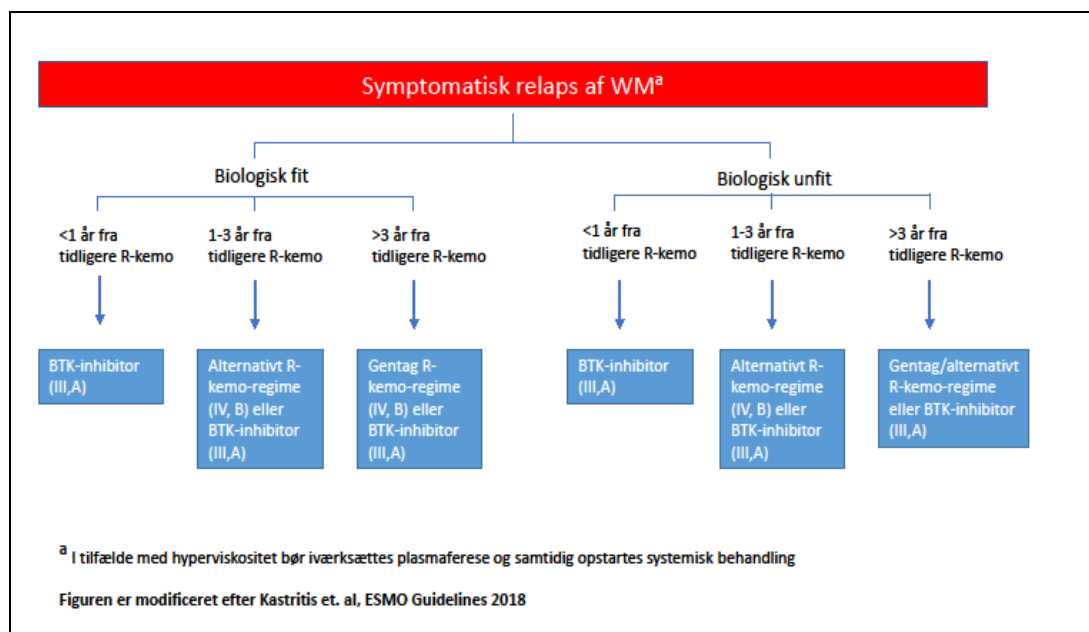 Symptomatisk relaps af WMa
Biologisk fit
Biologisk unfit
<1 år fra
tidligere R-kemo
1-3 år fra
tidligere R-kemo
>3 år fra
tidligere R-kemo
<1 år fra
tidligere R-kemo
1-3 år fra
tidligere R-kemo
>3 år fra
tidligere R-kemo
BTK-inhibitor
(III,A)
Alternativt R-
kemo-regime
(IV, B) eller
BTK-inhibitor
(III,A)
Gentag R-
kemo-regime
(IV, B) eller
BTK-inhibitor
(III,A)
BTK-inhibitor
(III,A)
Alternativt R-
kemo-regime
(IV, B) eller
BTK-inhibitor
(III,A)
Gentag/alternativt
R-kemo-regime
eller BTK-inhibitor
(III,A)
a I tilfælde med hyperviskositet bør iværksættes plasmaferese og samtidig opstartes systemisk behandling
Figuren er modificeret efter Kastritis et. al, ESMO Guidelines 2018